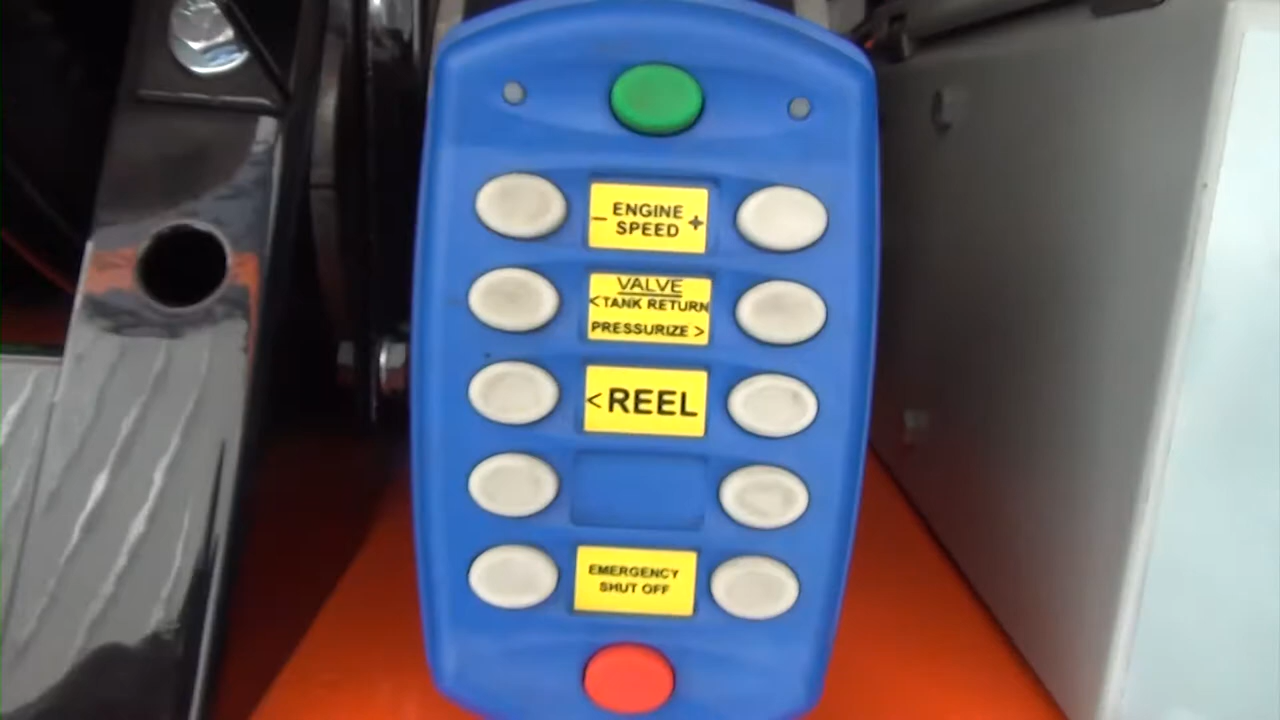 - ENGINE +
SPEED
VALVE
< TANK RETURN
PRESSURIZE >
< REEL
EMERGENCY
SHUT OFF